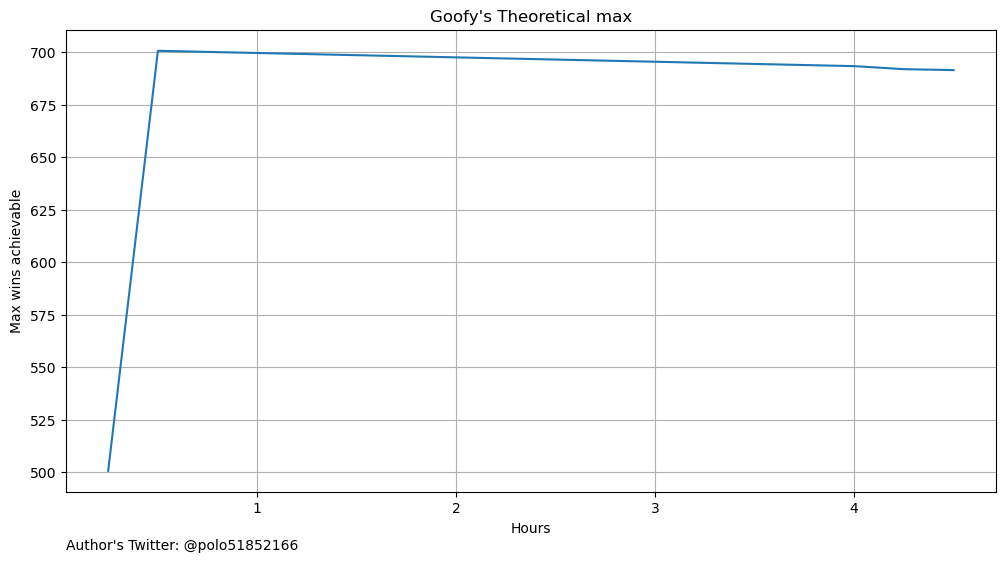 Goofy's Theoretical max
Max wins achievable
700
675
650
625
600
575
550
525
500
1 2 3 4
Hours
Author's Twitter: @polo51852166